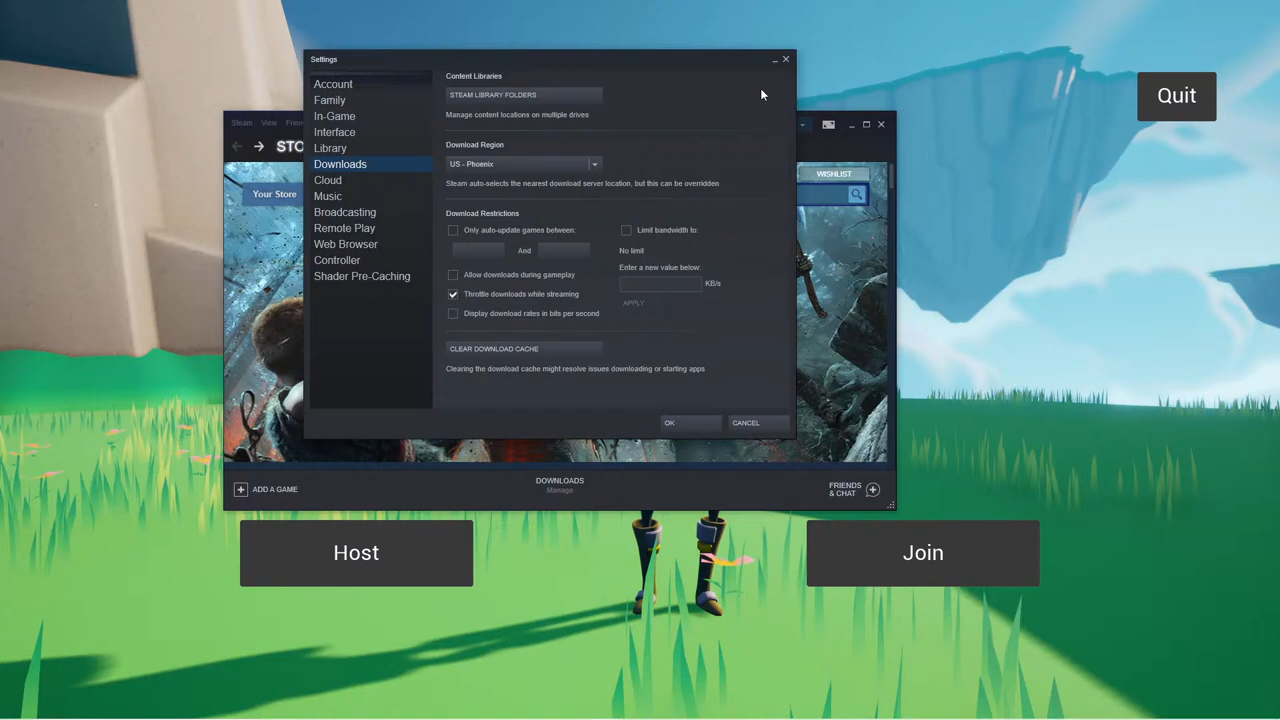 Settings
Account
Family
In-Game
Interface
Library
Downloads
Cloud
Music
Broadcasting
Remote Play
Web Browser
Controller
Shader Pre-Caching
Content Libraries
STEAM LIBRARY FOLDERS
Manage content locations on multiple drives
Download Region
US - Phoenix
Steam auto-selects the nearest download server location, but this can be overridden
Download Restrictions
Only auto-update games between:
And
Allow downloads during gameplay
Throttle downloads while streaming
Display download rates in bits per second
Limit bandwidth to:
No limit
Enter a new value below:
KB/s
APPLY
CLEAR DOWNLOAD CACHE
Clearing the download cache might resolve issues downloading or starting apps
OK
CANCEL
Steam View
Your Store
WISHLIST
ADD A GAME
DOWNLOADS
Manage
FRIENDS
& CHAT
Quit
Host
Join